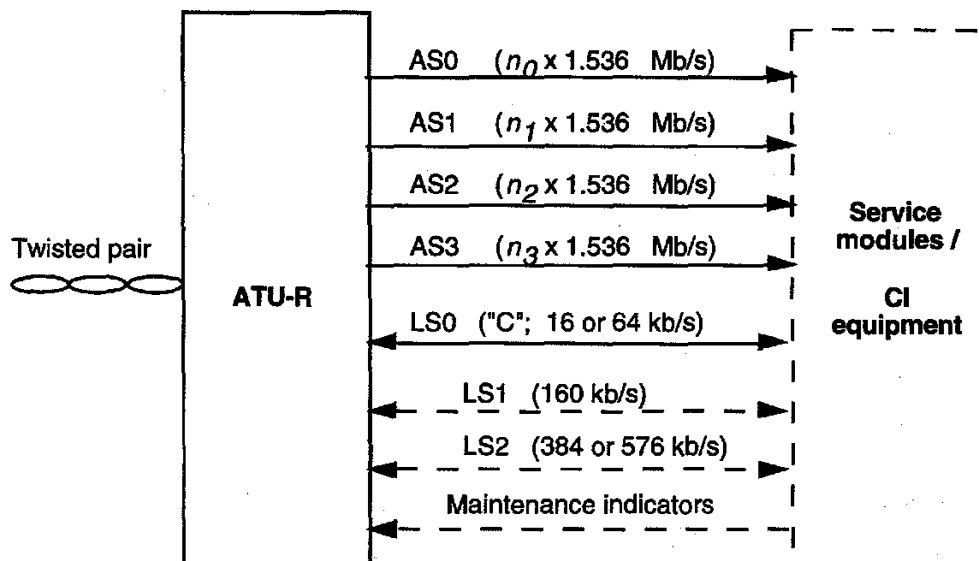 AS0 (n0 x 1.536 Mb/s)
AS1 (n1 x 1.536 Mb/s)
AS2 (n2 x 1.536 Mb/s)
AS3 (n3 x 1.536 Mb/s)
LS0 ("C"; 16 or 64 kb/s)
LS1 (160 kb/s)
LS2 (384 or 576 kb/s)
Maintenance indicators
Twisted pair
ATU-R
Service
modules /
CI
equipment